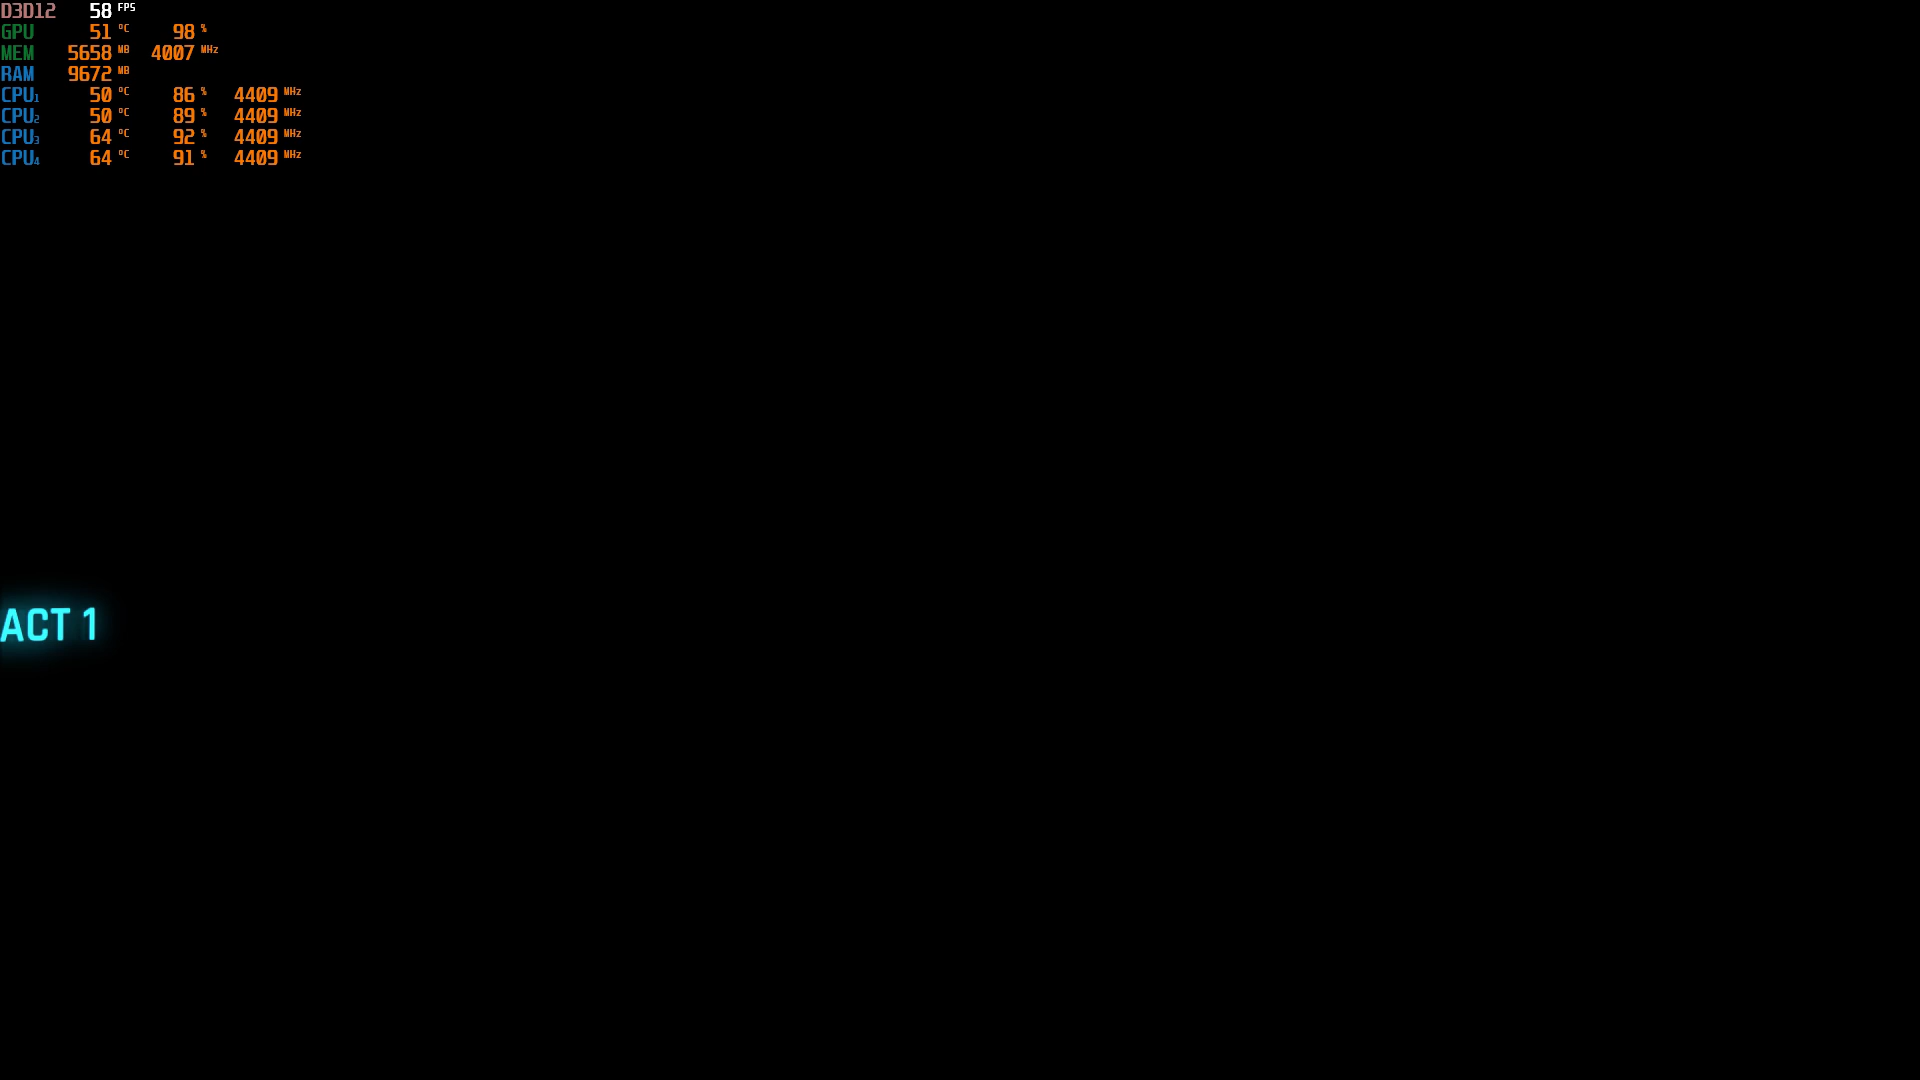 D3D12 58 FPS
GPU 51 °C 98 %
MEM 5658 MB 4007 MHz
RAM 9672 MB
CPU1 50 °C 86 % 4409 MHz
CPU2 50 °C 89 % 4409 MHz
CPU3 64 °C 92 % 4409 MHz
CPU4 64 °C 91 % 4409 MHz
ACT 1